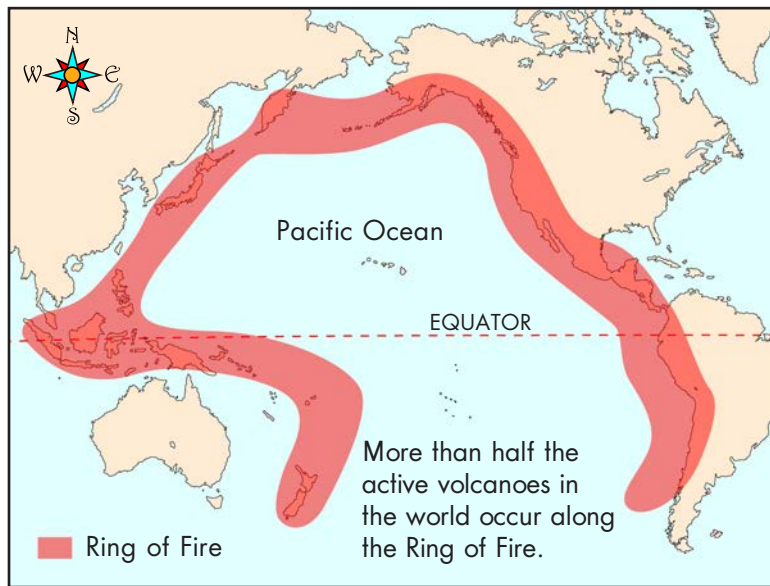 N
W E
S
Pacific Ocean
EQUATOR
More than half the
active volcanoes in
the world occur along
the Ring of Fire.
Ring of Fire